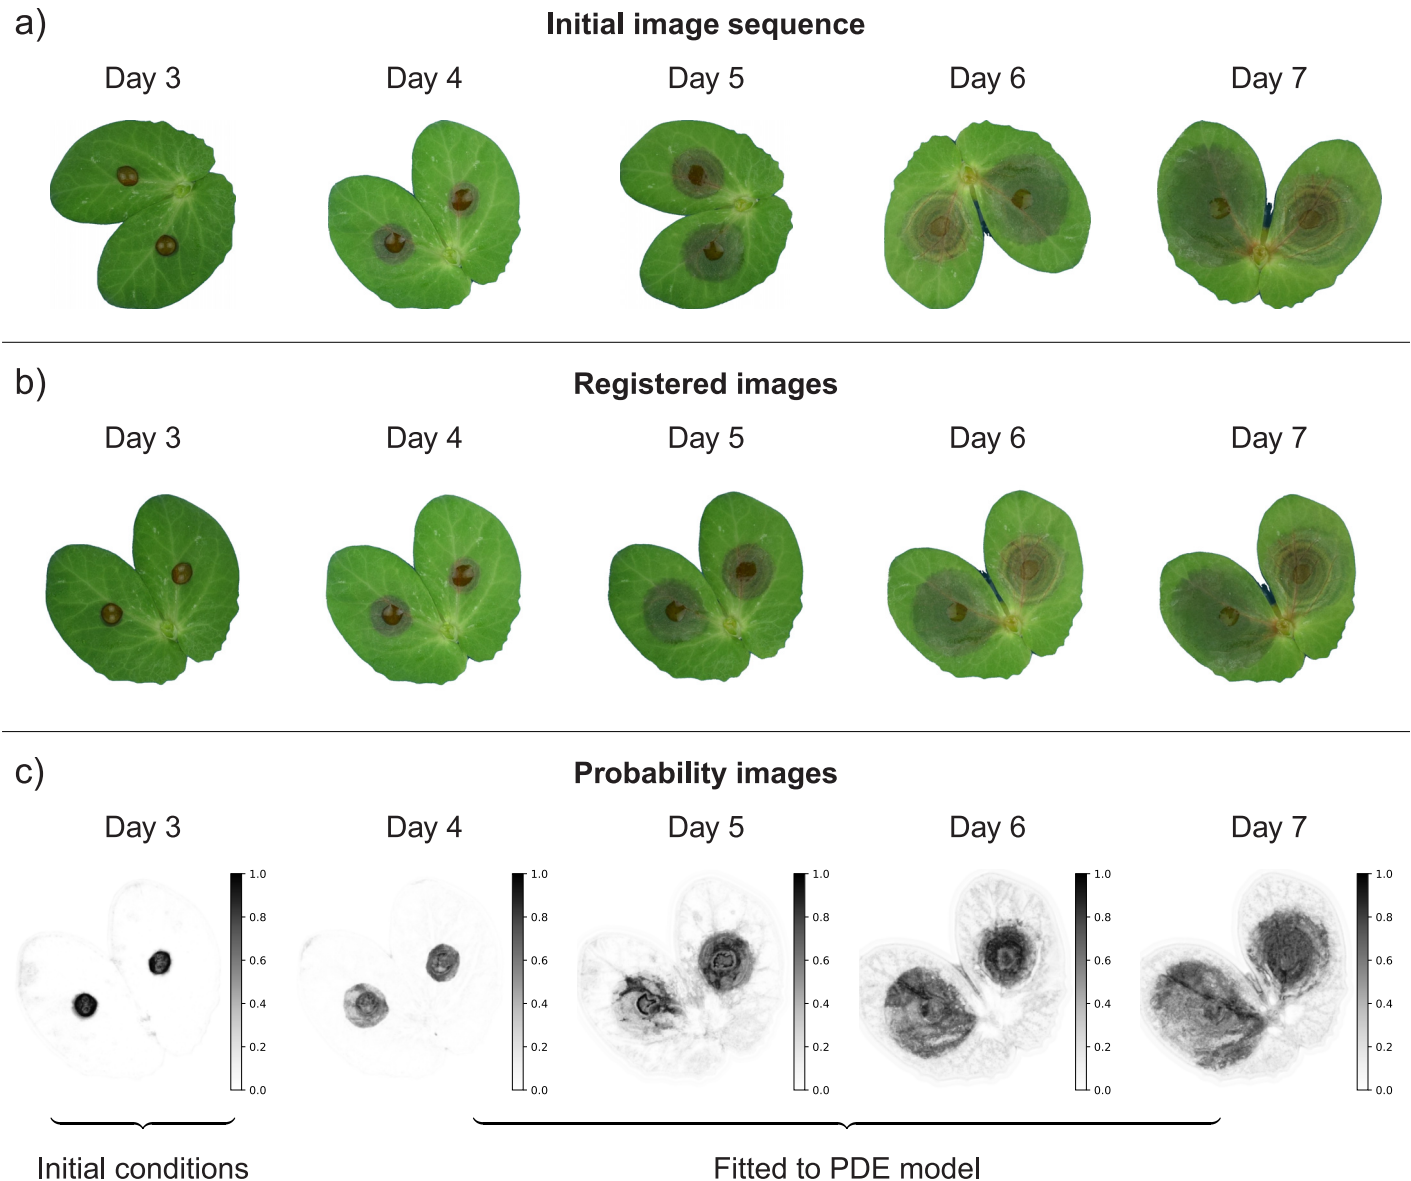 a)
Initial image sequence
Day 3 Day 4 Day 5 Day 6 Day 7
b)
Registered images
Day 3 Day 4 Day 5 Day 6 Day 7
c)
Probability images
Day 3 Day 4 Day 5 Day 6 Day 7
1.0 1.0 1.0 1.0 1.0
0.8 0.8 0.8 0.8 0.8
0.6 0.6 0.6 0.6 0.6
0.4 0.4 0.4 0.4 0.4
0.2 0.2 0.2 0.2 0.2
0.0 0.0 0.0 0.0 0.0
Initial conditions Fitted to PDE model